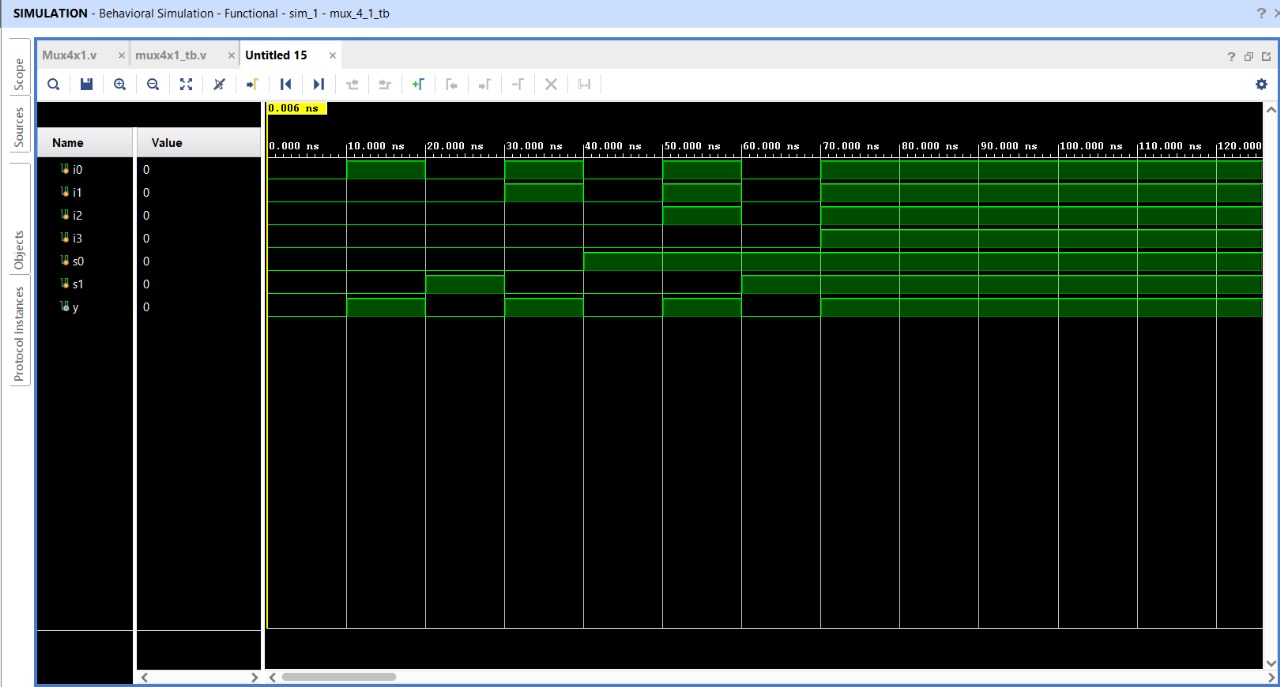 SIMULATION - Behavioral Simulation - Functional - sim_1 - mux_4_1_tb
? ×
Mux4x1.v × mux4x1_tb.v × Untitled 15 ×
?
Scope
Sources
Objects
Protocol Instances
0.006 ns
Name Value
0.000 ns 10.000 ns 20.000 ns 30.000 ns 40.000 ns 50.000 ns 60.000 ns 70.000 ns 80.000 ns 90.000 ns 100.000 ns 110.000 ns 120.000
i0 0
i1 0
i2 0
i3 0
s0 0
s1 0
y 0